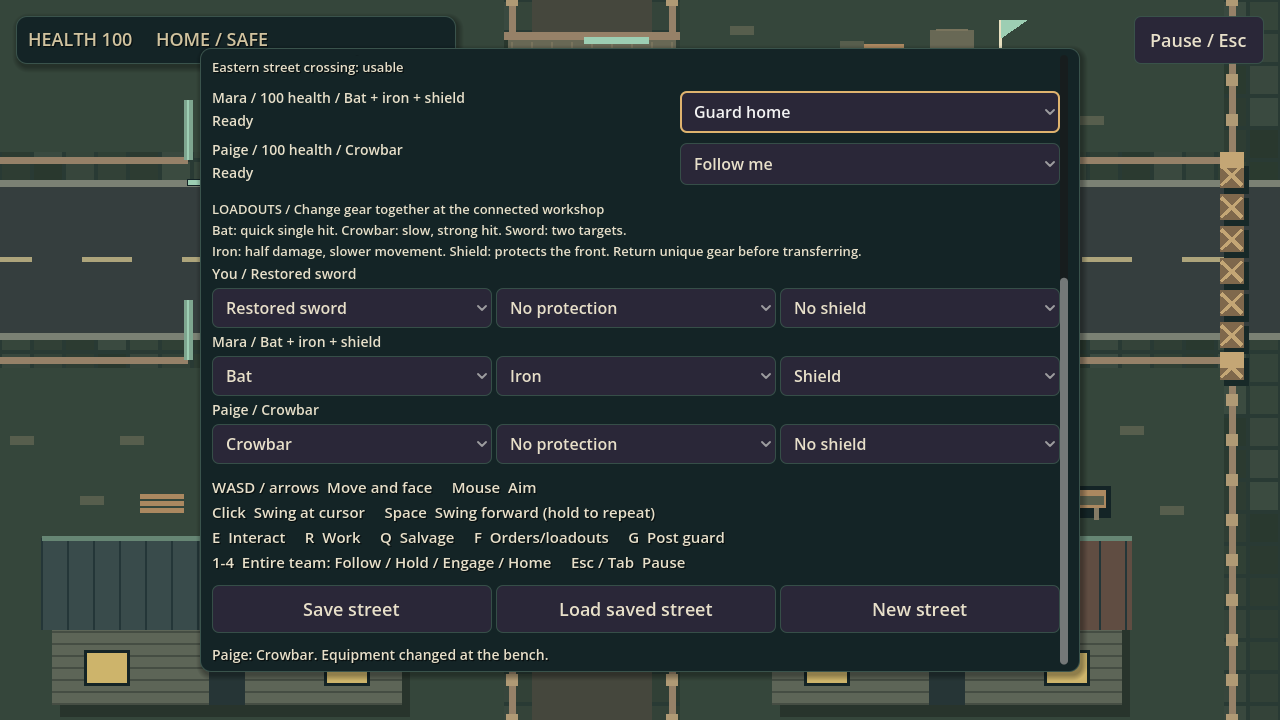 HEALTH 100 HOME / SAFE
Pause / Esc
Eastern street crossing: usable
Mara / 100 health / Bat + iron + shield
Ready
Guard home
Paige / 100 health / Crowbar
Ready
Follow me
LOADOUTS / Change gear together at the connected workshop
Bat: quick single hit. Crowbar: slow, strong hit. Sword: two targets.
Iron: half damage, slower movement. Shield: protects the front. Return unique gear before transferring.
You / Restored sword
Restored sword No protection No shield
Mara / Bat + iron + shield
Bat Iron Shield
Paige / Crowbar
Crowbar No protection No shield
WASD / arrows Move and face Mouse Aim
Click Swing at cursor Space Swing forward (hold to repeat)
E Interact R Work Q Salvage F Orders/loadouts G Post guard
1-4 Entire team: Follow / Hold / Engage / Home Esc / Tab Pause
Save street Load saved street New street
Paige: Crowbar. Equipment changed at the bench.